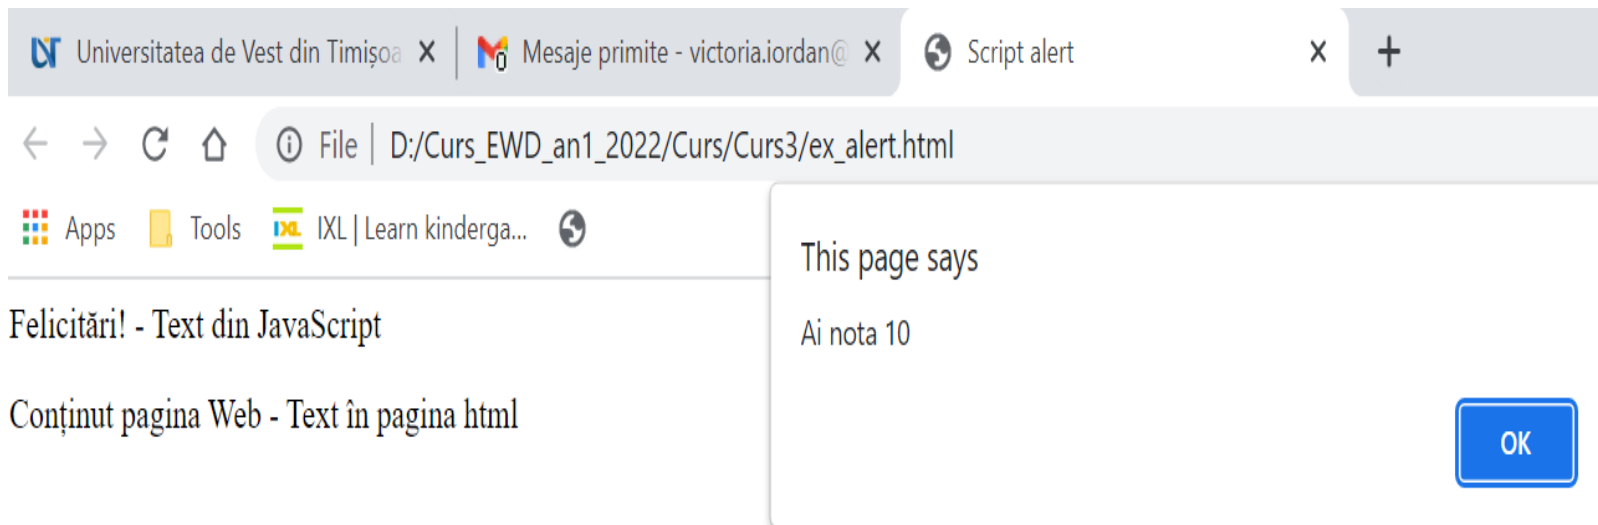 Universitatea de Vest din Timișoa
Mesaje primite - victoria.iordan@
Script alert
File | D:/Curs_EWD_an1_2022/Curs/Curs3/ex_alert.html
Apps Tools IXL | Learn kinderga...
This page says
Ai nota 10
OK
Felicitări! - Text din JavaScript
Conținut pagina Web - Text în pagina html